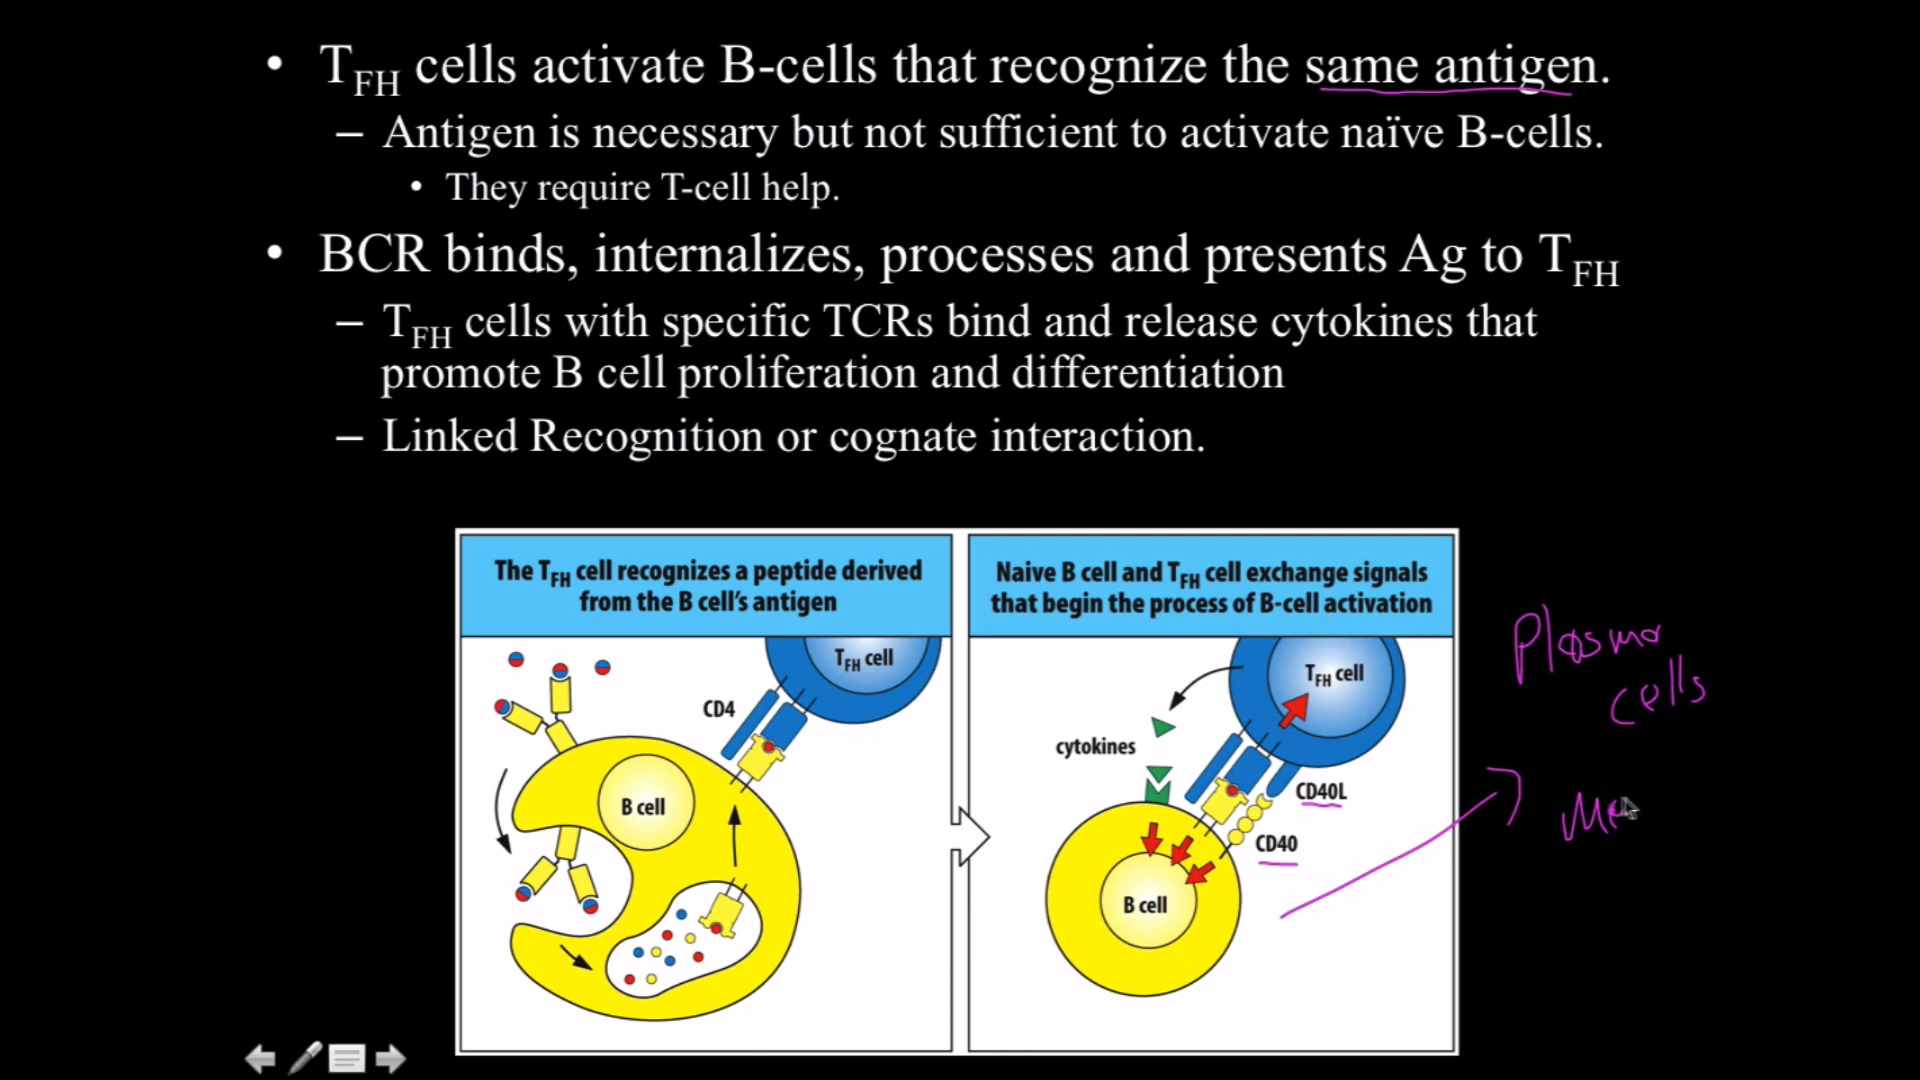 • TFH cells activate B-cells that recognize the same antigen.
– Antigen is necessary but not sufficient to activate naïve B-cells.
• They require T-cell help.
• BCR binds, internalizes, processes and presents Ag to TFH
– TFH cells with specific TCRs bind and release cytokines that
promote B cell proliferation and differentiation
– Linked Recognition or cognate interaction.
The TFH cell recognizes a peptide derived
from the B cell's antigen
TFH cell
CD4
B cell
Naive B cell and TFH cell exchange signals
that begin the process of B-cell activation
TFH cell
cytokines
CD40L
CD40
B cell
Plasma
cells